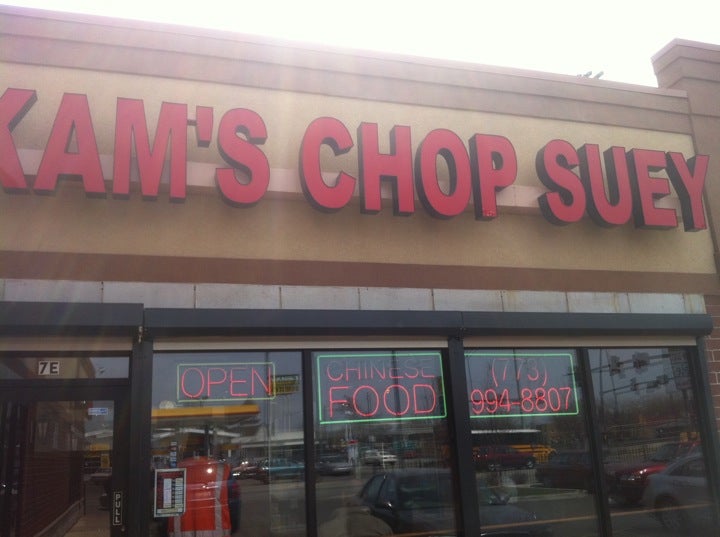 KAM'S CHOP SUEY
7E
OPEN
CHINESE
FOOD
(773)
994-8807
PULL